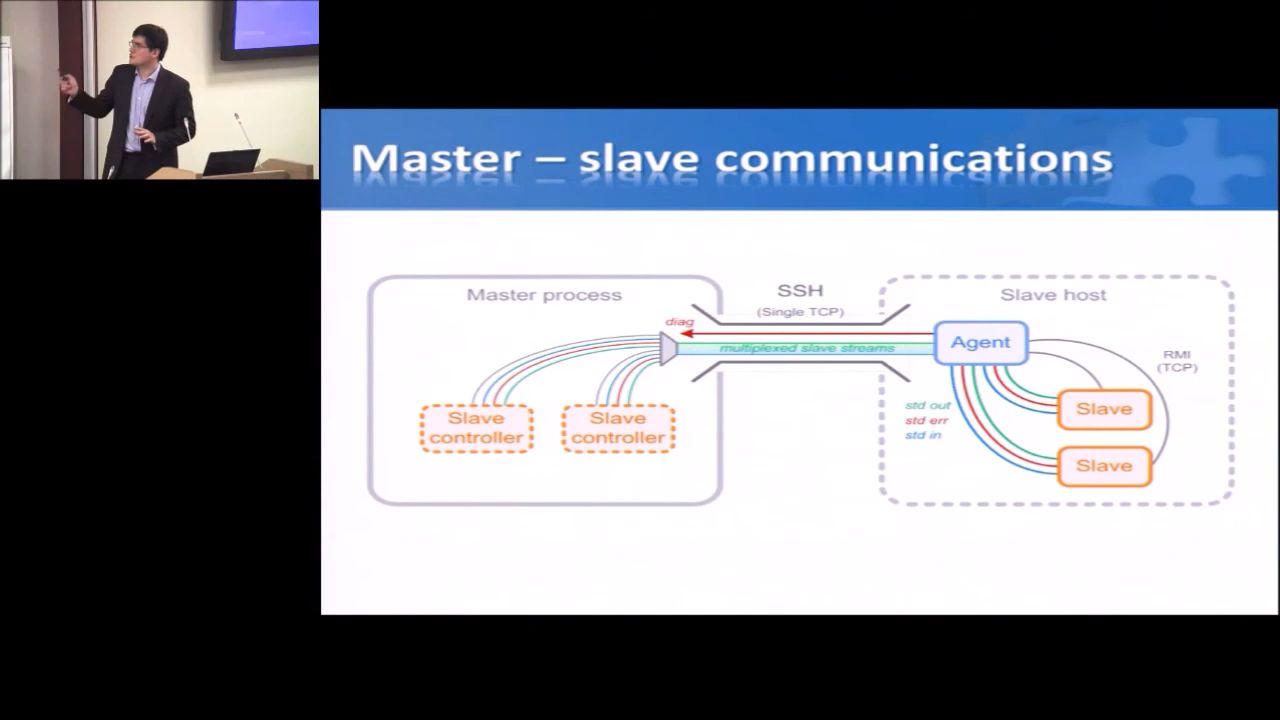 Master – slave communications
Master process
SSH
(Single TCP)
Slave host
diag
multiplexed slave streams
Agent
RMI
(TCP)
Slave
controller
Slave
controller
std out
std err
std in
Slave
Slave